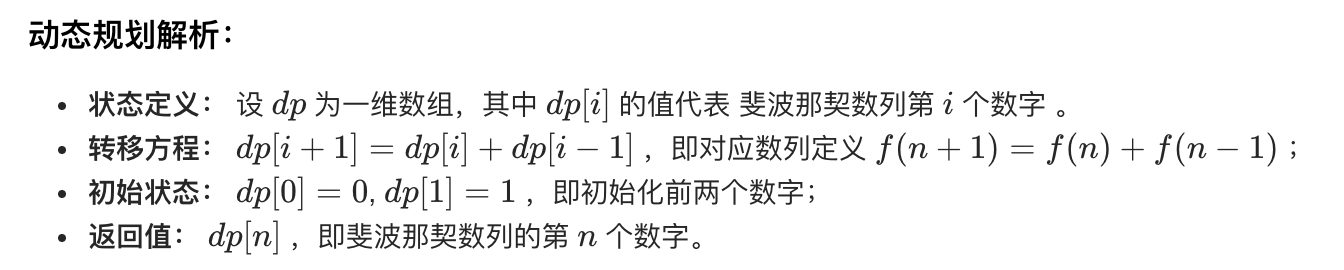 动态规划解析：
• 状态定义： 设 dp 为一维数组，其中 dp[i] 的值代表 斐波那契数列第 i 个数字 。
• 转移方程： dp[i + 1] = dp[i] + dp[i − 1] ，即对应数列定义 f(n + 1) = f(n) + f(n − 1) ；
• 初始状态： dp[0] = 0, dp[1] = 1 ，即初始化前两个数字；
• 返回值： dp[n] ，即斐波那契数列的第 n 个数字。